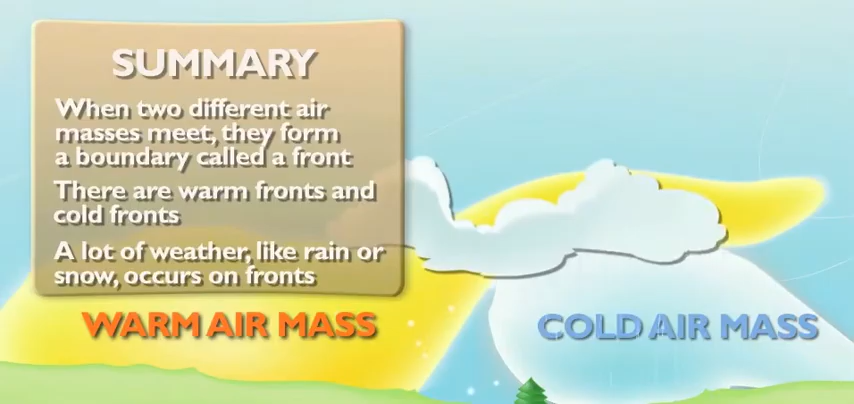 SUMMARY
When two different air
masses meet, they form
a boundary called a front
There are warm fronts and
cold fronts
A lot of weather, like rain or
snow, occurs on fronts
WARM AIR MASS
COLD AIR MASS